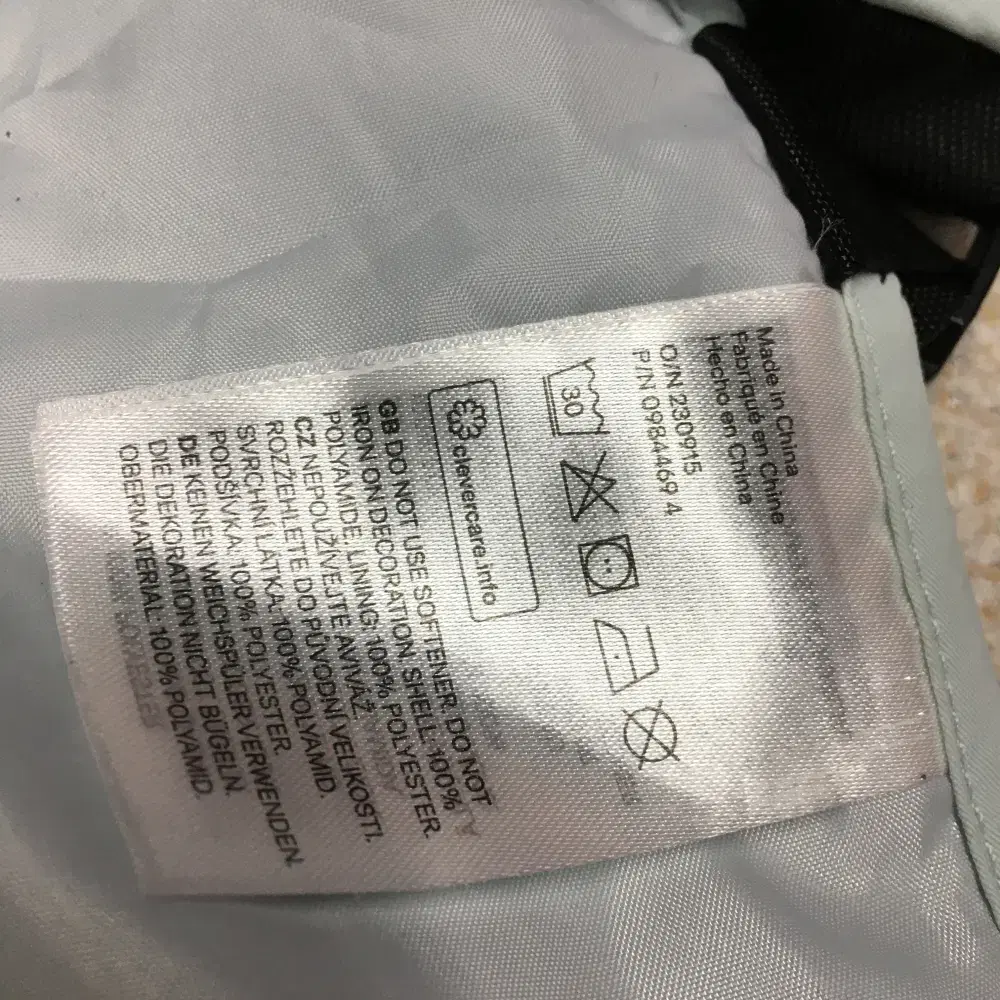 Made in China
Fabriqué en Chine
Hecho en China
O/N 230915
P/N 0984469 4
30
clevercare.info
GB DO NOT USE SOFTENER. DO NOT
IRON ON DECORATION. SHELL: 100%
POLYAMIDE. LINING: 100% POLYESTER.
CZ NEPOUŽÍVEJTE AVIVÁŽ.
ROZŽEHLETE DO PŮVODNÍ VELIKOSTI.
SVRCHNÍ LÁTKA: 100% POLYAMID.
PODŠÍVKA: 100% POLYESTER.
DE KEINEN WEICHSPÜLER VERWENDEN.
DIE DEKORATION NICHT BÜGELN.
OBERMATERIAL: 100% POLYAMID.